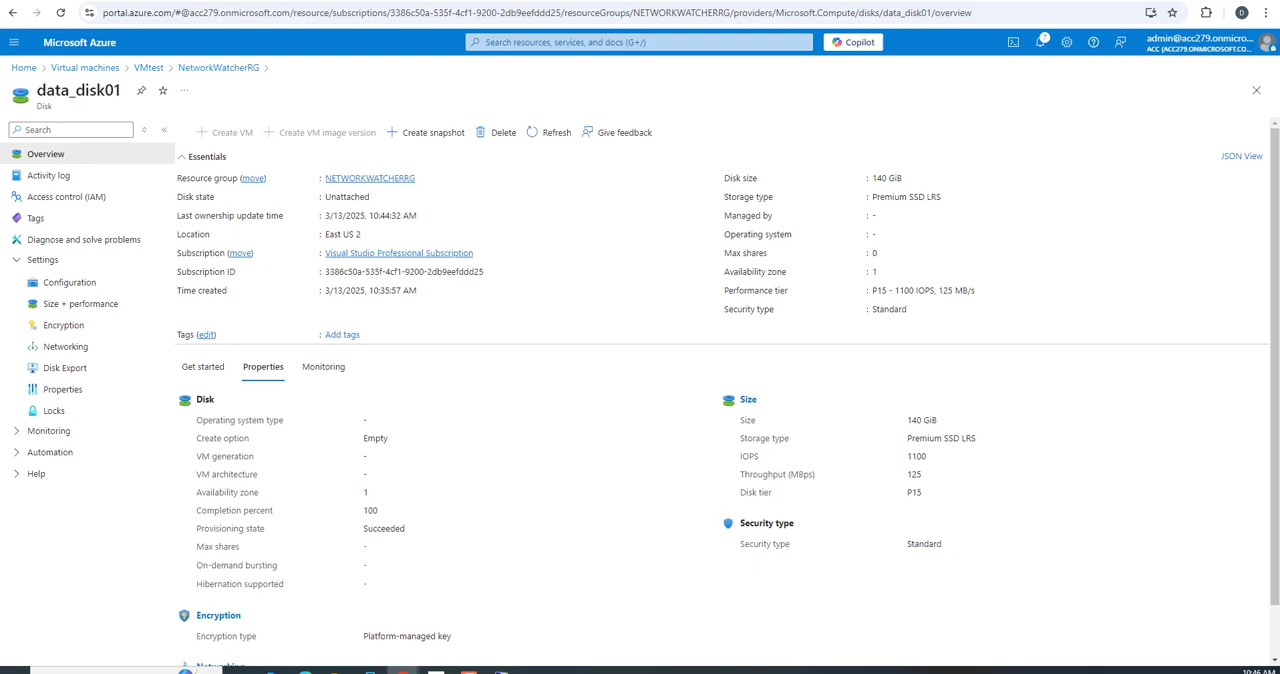 portal.azure.com/#@acc279.onmicrosoft.com/resource/subscriptions/3386c50a-535f-4cf1-9200-2db9eefddd25/resourceGroups/NETWORKWATCHERRG/providers/Microsoft.Compute/disks/data_disk01/overview
D
Microsoft Azure
Search resources, services, and docs (G+/)
Copilot
7
admin@acc279.onmicro...
ACC (ACC279.ONMICROSOFT.CO...
Home > Virtual machines > VMtest > NetworkWatcherRG >
data_disk01
Disk
Search
Create VM
Create VM image version
Create snapshot
Delete
Refresh
Give feedback
Overview
Activity log
Access control (IAM)
Tags
Diagnose and solve problems
Settings
Configuration
Size + performance
Encryption
Networking
Disk Export
Properties
Locks
Monitoring
Automation
Help
Essentials
JSON View
Resource group (move) : NETWORKWATCHERRG
Disk state : Unattached
Last ownership update time : 3/13/2025, 10:44:32 AM
Location : East US 2
Subscription (move) : Visual Studio Professional Subscription
Subscription ID : 3386c50a-535f-4cf1-9200-2db9eefddd25
Time created : 3/13/2025, 10:35:57 AM
Disk size : 140 GiB
Storage type : Premium SSD LRS
Managed by : -
Operating system : -
Max shares : 0
Availability zone : 1
Performance tier : P15 - 1100 IOPS, 125 MB/s
Security type : Standard
Tags (edit) : Add tags
Get started
Properties
Monitoring
Disk
Operating system type -
Create option Empty
VM generation -
VM architecture -
Availability zone 1
Completion percent 100
Provisioning state Succeeded
Max shares -
On-demand bursting -
Hibernation supported -
Encryption
Encryption type Platform-managed key
Networking
Size
Size 140 GiB
Storage type Premium SSD LRS
IOPS 1100
Throughput (MBps) 125
Disk tier P15
Security type
Security type Standard
10:46 AM